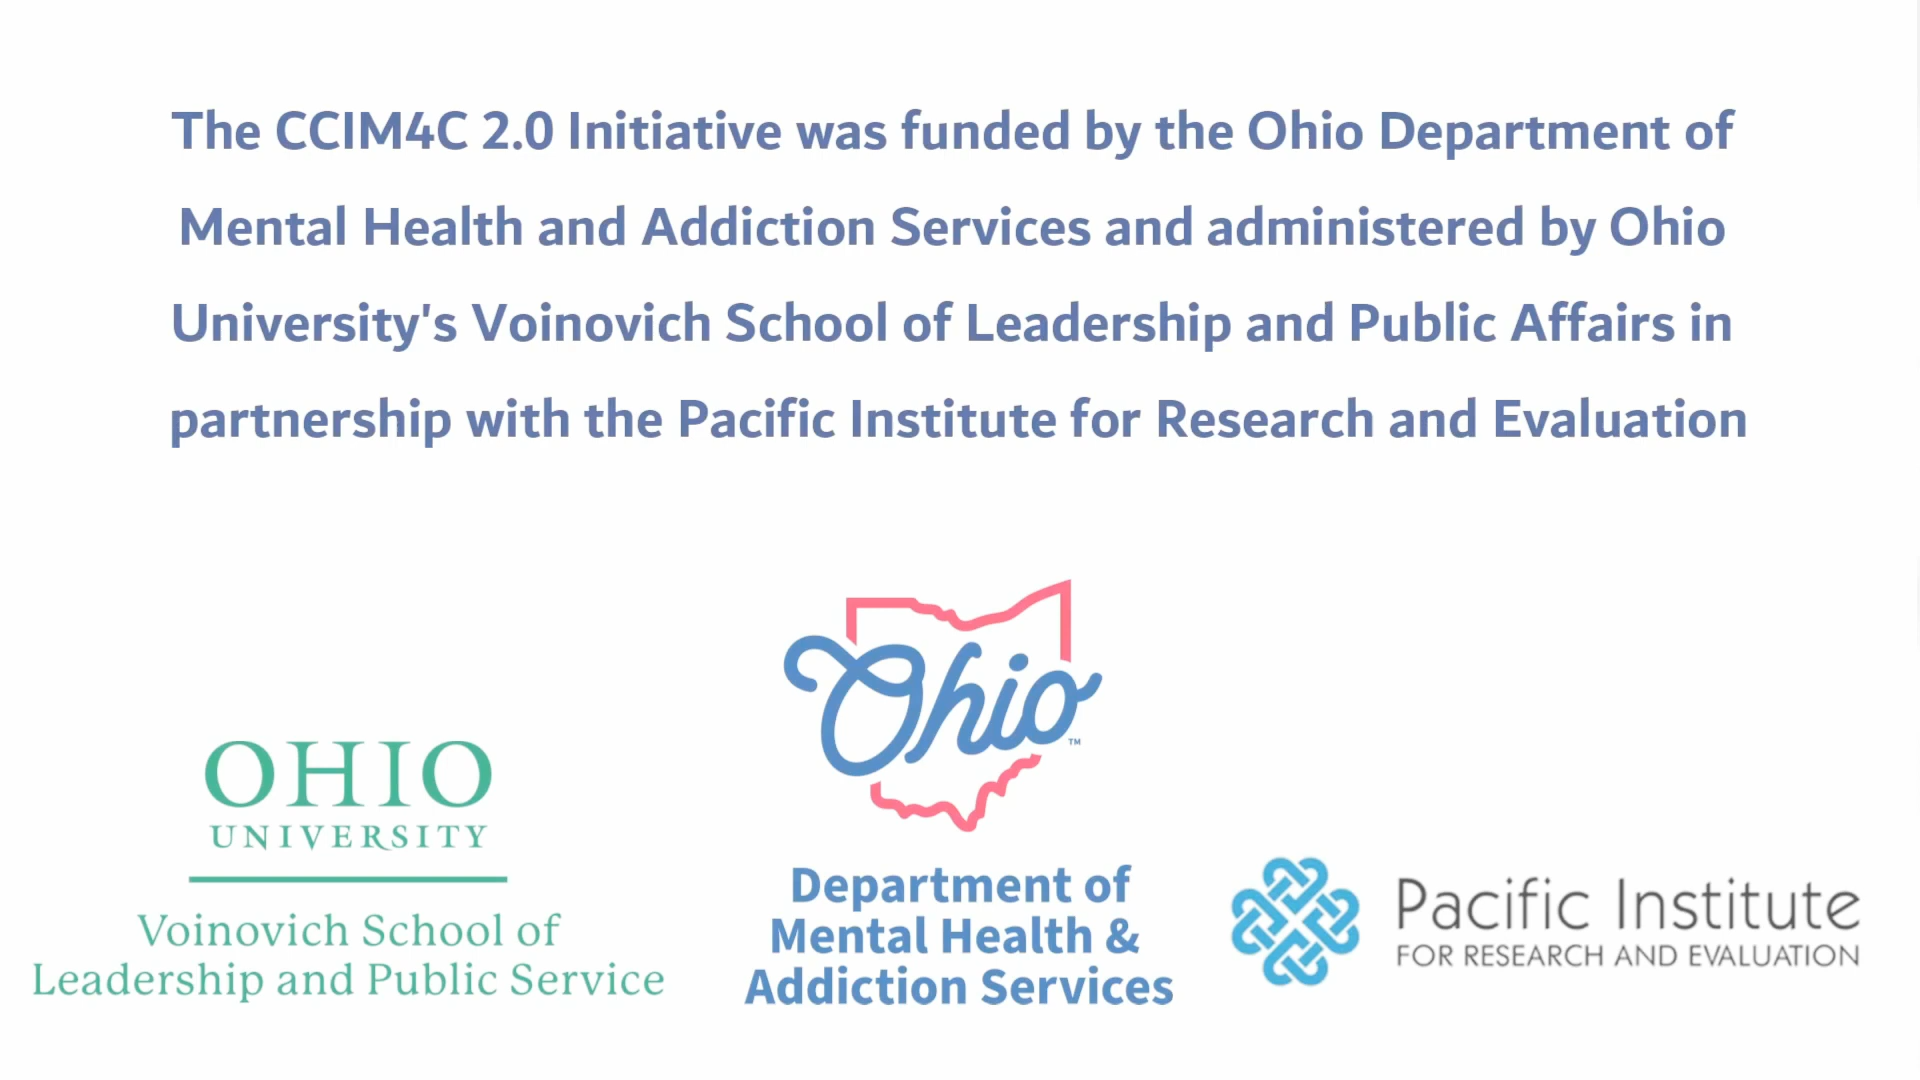 The CCIM4C 2.0 Initiative was funded by the Ohio Department of
Mental Health and Addiction Services and administered by Ohio
University's Voinovich School of Leadership and Public Affairs in
partnership with the Pacific Institute for Research and Evaluation
OHIO
UNIVERSITY
Voinovich School of
Leadership and Public Service
Ohio™
Department of
Mental Health &
Addiction Services
Pacific Institute
FOR RESEARCH AND EVALUATION